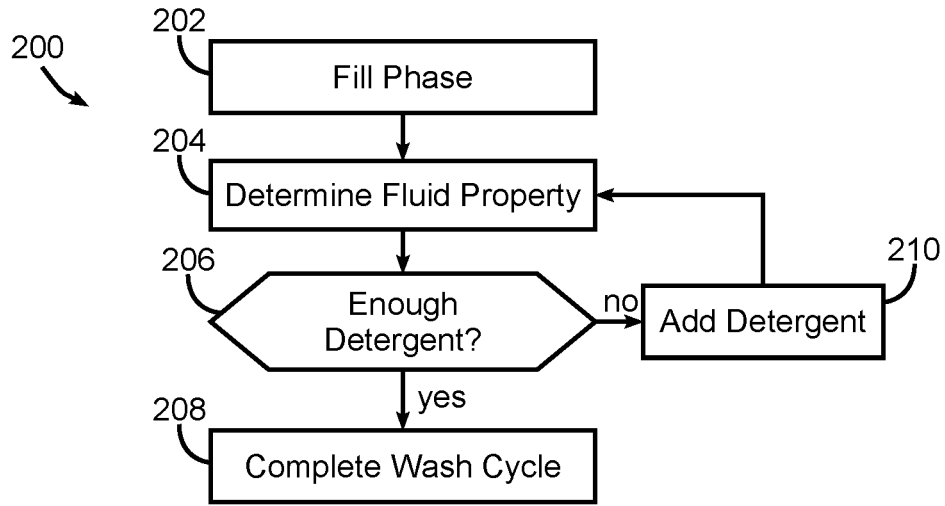 200
202
Fill Phase
204
Determine Fluid Property
206
Enough
Detergent?
no
210
Add Detergent
yes
208
Complete Wash Cycle